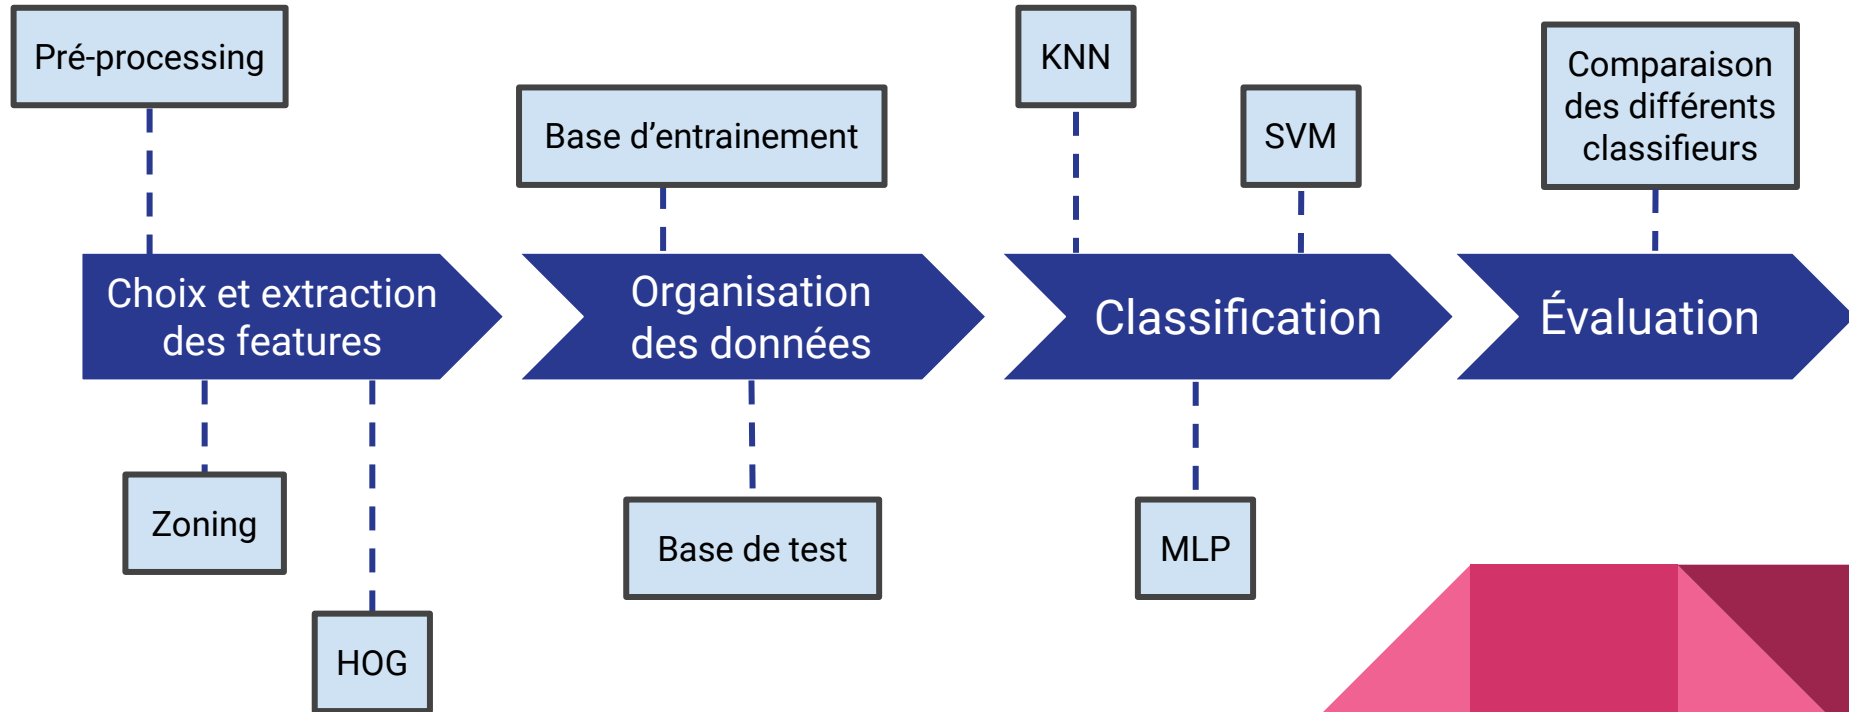 Pré-processing
KNN
Comparaison
des différents
classifieurs
Base d’entrainement
SVM
Choix et extraction
des features
Organisation
des données
Classification
Évaluation
Zoning
Base de test
MLP
HOG